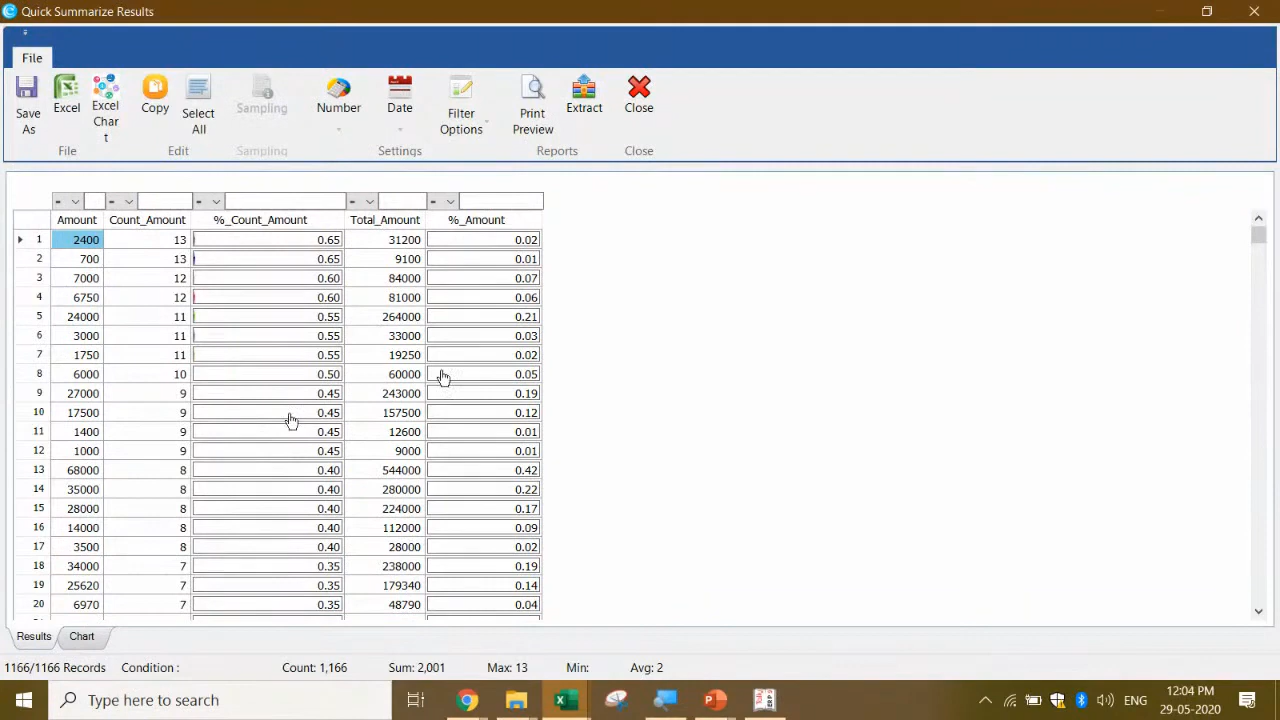 Quick Summarize Results
File
Save As
Excel
Excel Chart
Copy
Select All
Sampling
Number
Date
Filter Options
Print Preview
Extract
Close
File
Edit
Sampling
Settings
Reports
Close
= = = = =
Amount Count_Amount %_Count_Amount Total_Amount %_Amount
1 2400 13 0.65 31200 0.02
2 700 13 0.65 9100 0.01
3 7000 12 0.60 84000 0.07
4 6750 12 0.60 81000 0.06
5 24000 11 0.55 264000 0.21
6 3000 11 0.55 33000 0.03
7 1750 11 0.55 19250 0.02
8 6000 10 0.50 60000 0.05
9 27000 9 0.45 243000 0.19
10 17500 9 0.45 157500 0.12
11 1400 9 0.45 12600 0.01
12 1000 9 0.45 9000 0.01
13 68000 8 0.40 544000 0.42
14 35000 8 0.40 280000 0.22
15 28000 8 0.40 224000 0.17
16 14000 8 0.40 112000 0.09
17 3500 8 0.40 28000 0.02
18 34000 7 0.35 238000 0.19
19 25620 7 0.35 179340 0.14
20 6970 7 0.35 48790 0.04
Results Chart
1166/1166 Records Condition : Count: 1,166 Sum: 2,001 Max: 13 Min: Avg: 2
Type here to search
ENG
12:04 PM
29-05-2020